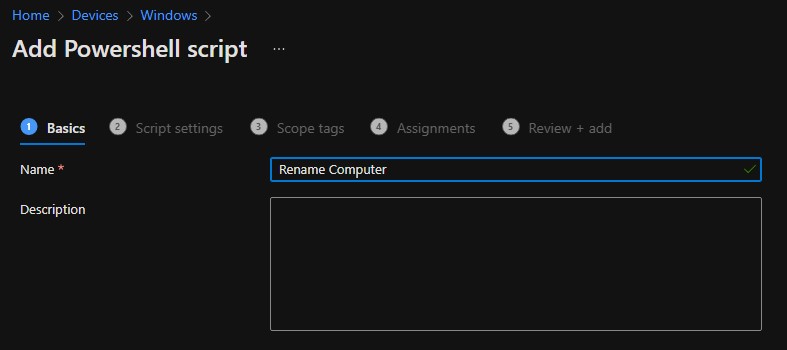 Home > Devices > Windows >
Add Powershell script ...
1 Basics 2 Script settings 3 Scope tags 4 Assignments 5 Review + add
Name * Rename Computer
Description